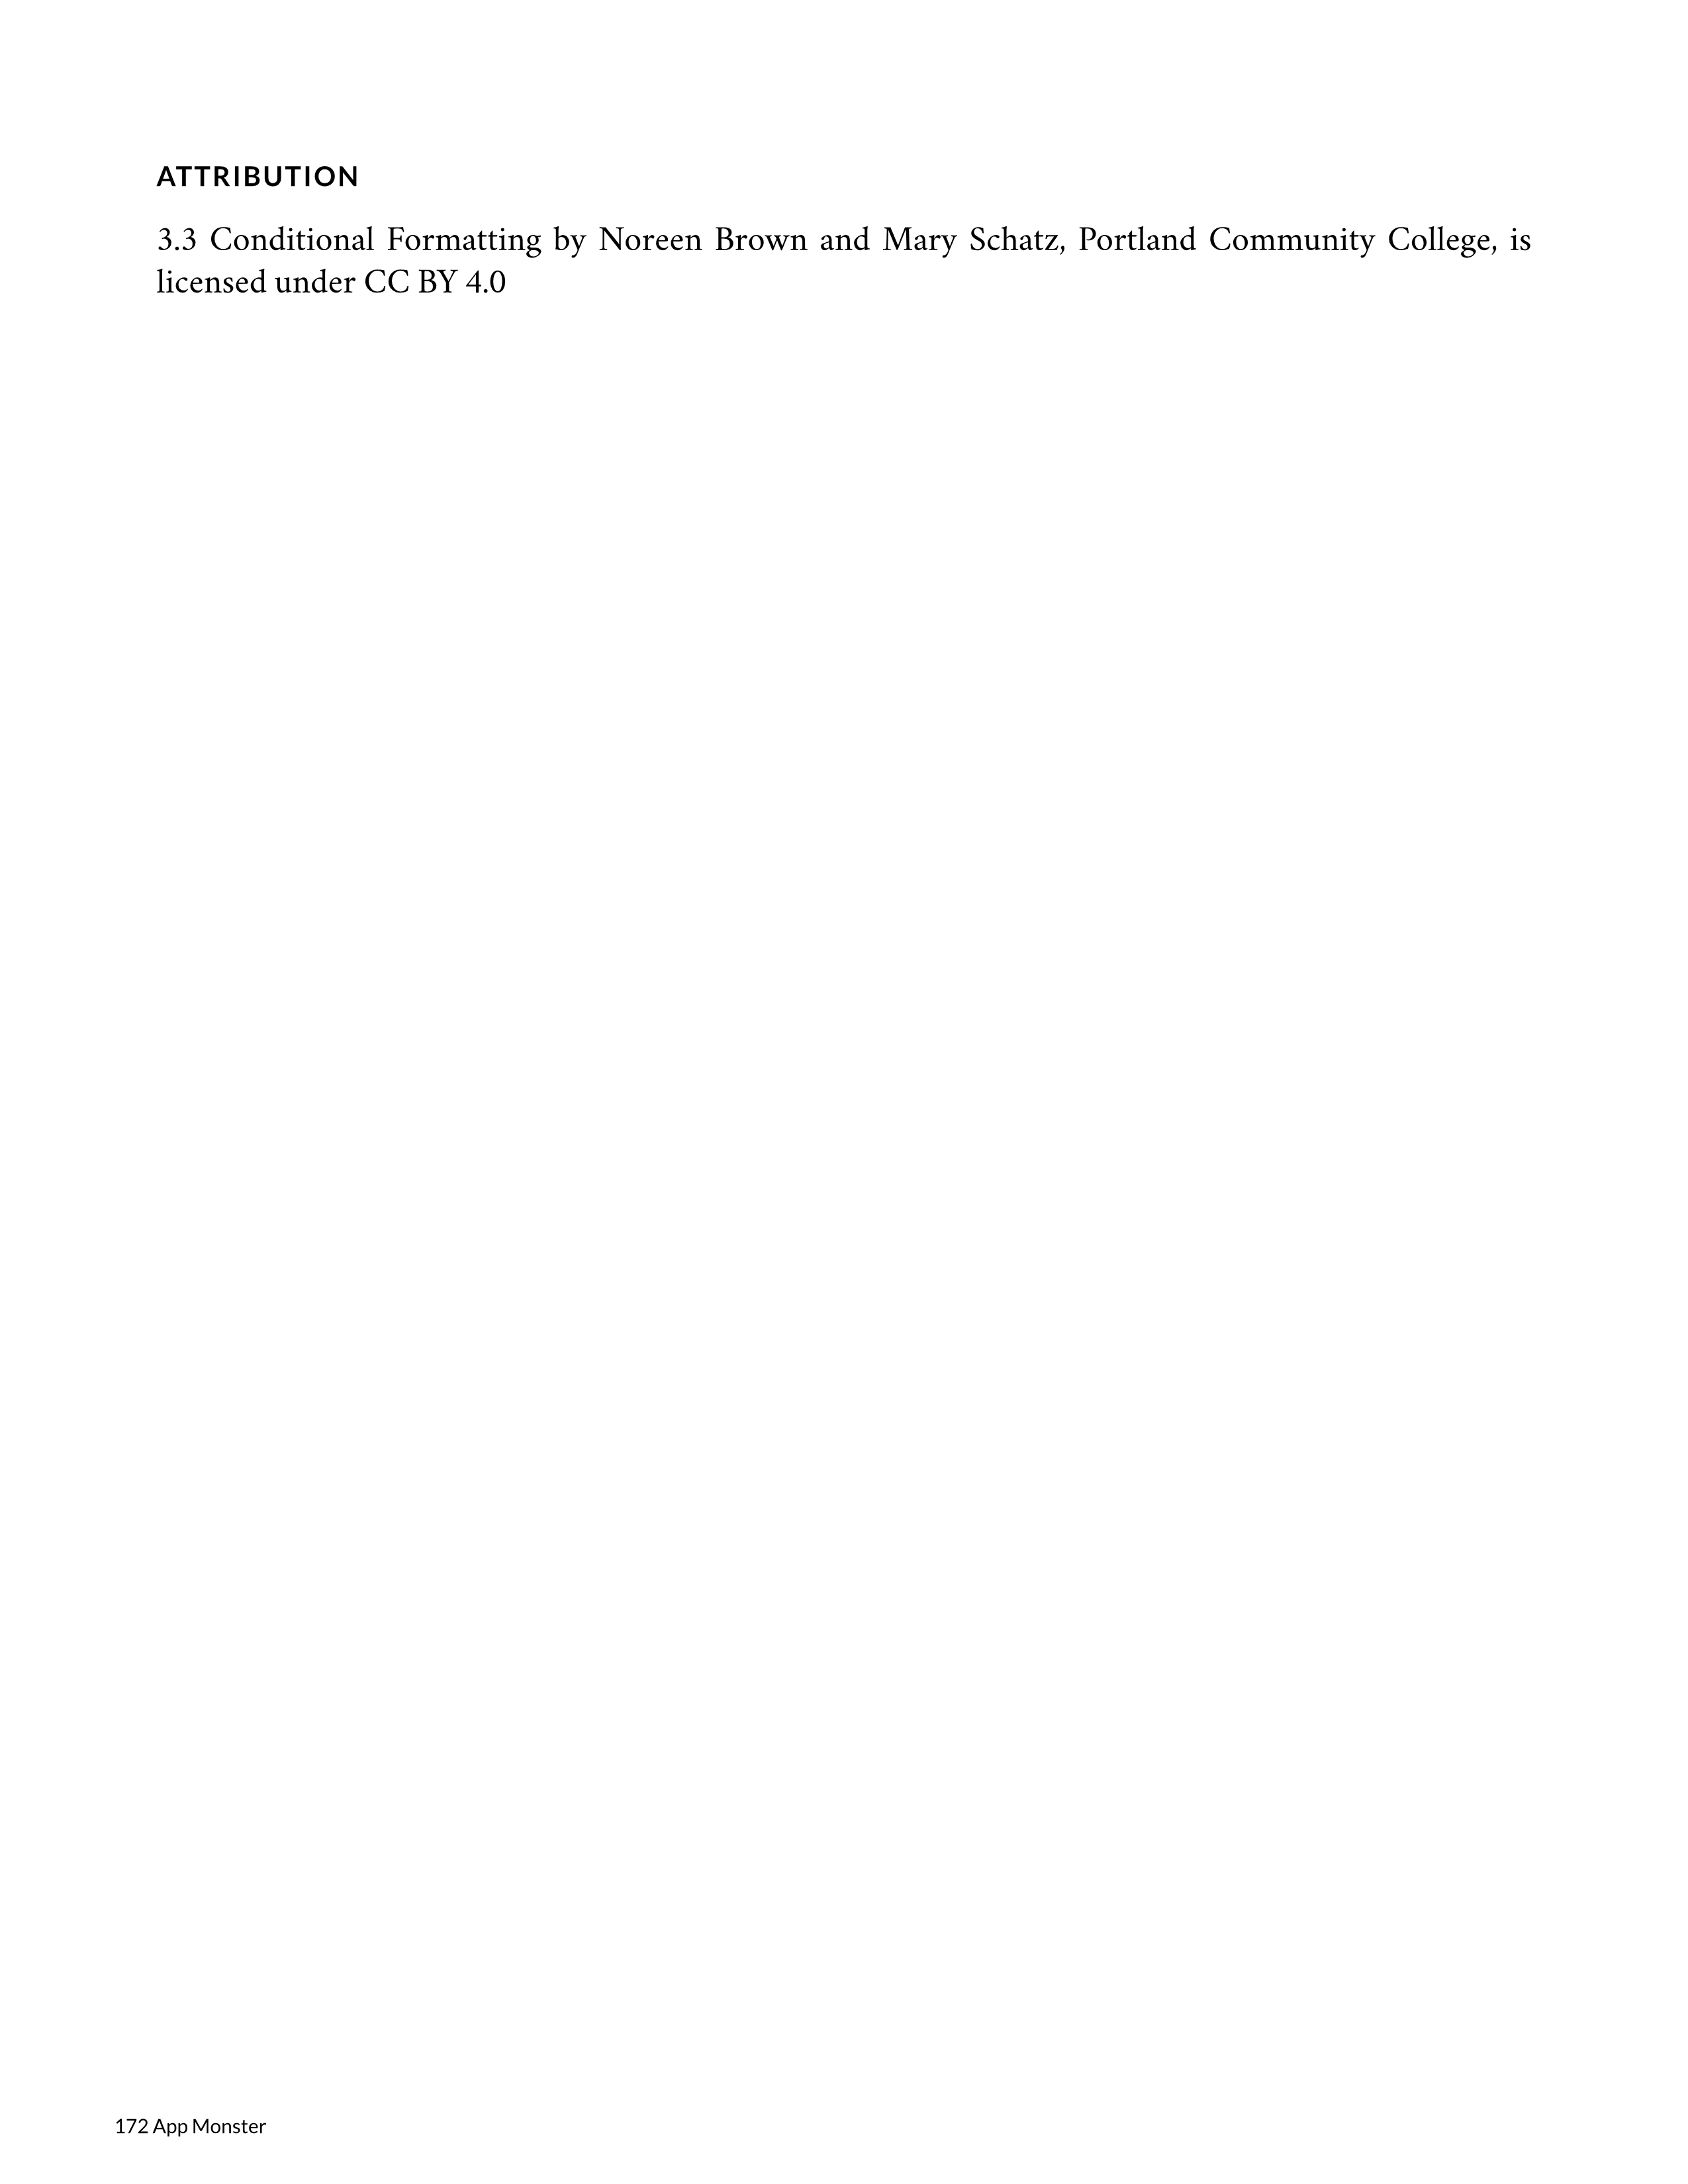 ATTRIBUTION
3.3 Conditional Formatting by Noreen Brown and Mary Schatz, Portland Community College, is
licensed under CC BY 4.0
172 App Monster